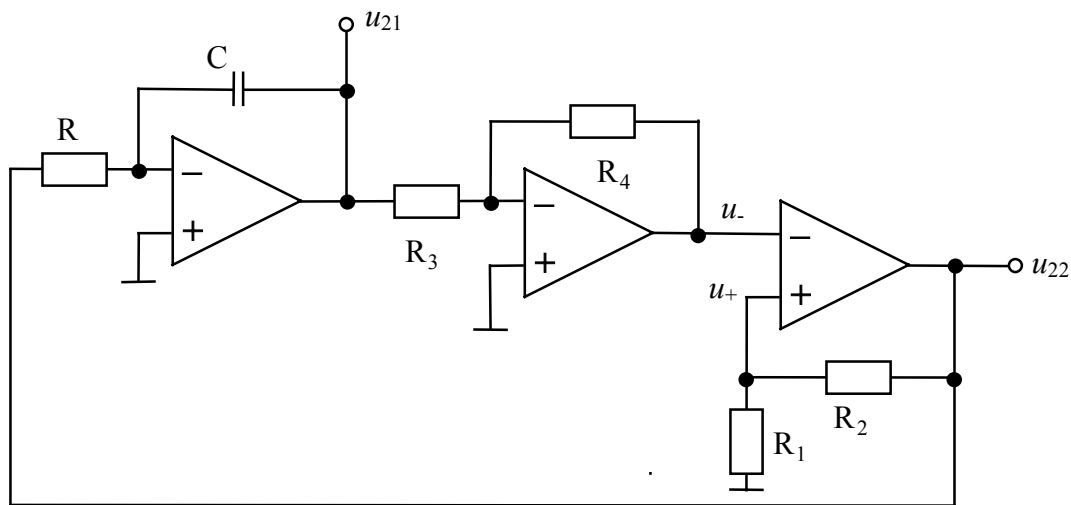 u₂₁
C
R
−
+
R₃
R₄
−
+
u₋
u₊
−
+
u₂₂
R₂
R₁